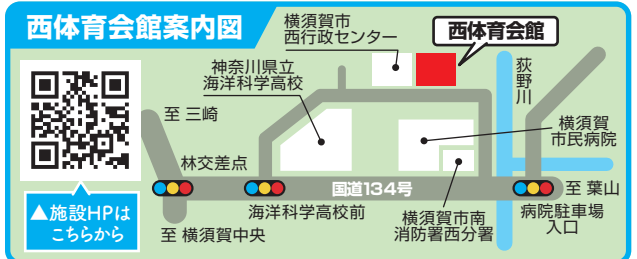 西体育会館案内図
横須賀市
西行政センター
西体育会館
神奈川県立
海洋科学高校
荻野川
至 三崎
横須賀
市民病院
林交差点
国道134号
至 葉山
▲施設HPは
こちらから
海洋科学高校前
横須賀市南
消防署西分署
病院駐車場
入口
至 横須賀中央